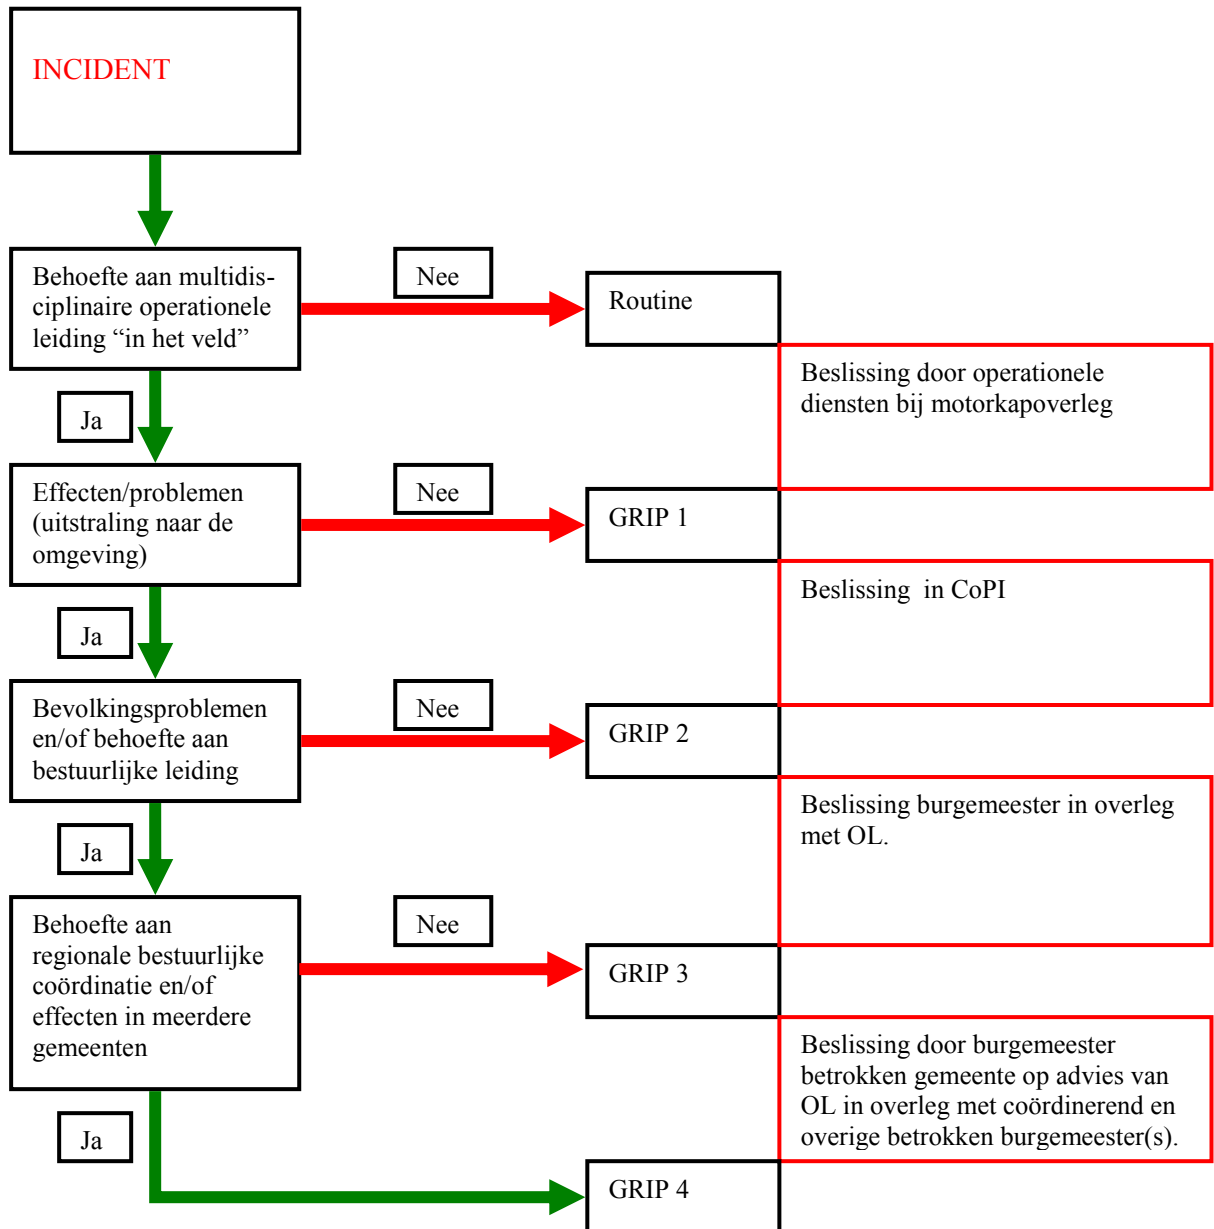 INCIDENT
Behoefte aan multidis-
ciplinaire operationele
leiding “in het veld”
Nee
Routine
Beslissing door operationele
diensten bij motorkapoverleg
Ja
Effecten/problemen
(uitstraling naar de
omgeving)
Nee
GRIP 1
Beslissing in CoPI
Ja
Bevolkingsproblemen
en/of behoefte aan
bestuurlijke leiding
Nee
GRIP 2
Beslissing burgemeester in overleg
met OL.
Ja
Behoefte aan
regionale bestuurlijke
coördinatie en/of
effecten in meerdere
gemeenten
Nee
GRIP 3
Beslissing door burgemeester
betrokken gemeente op advies van
OL in overleg met coördinerend en
overige betrokken burgemeester(s).
Ja
GRIP 4